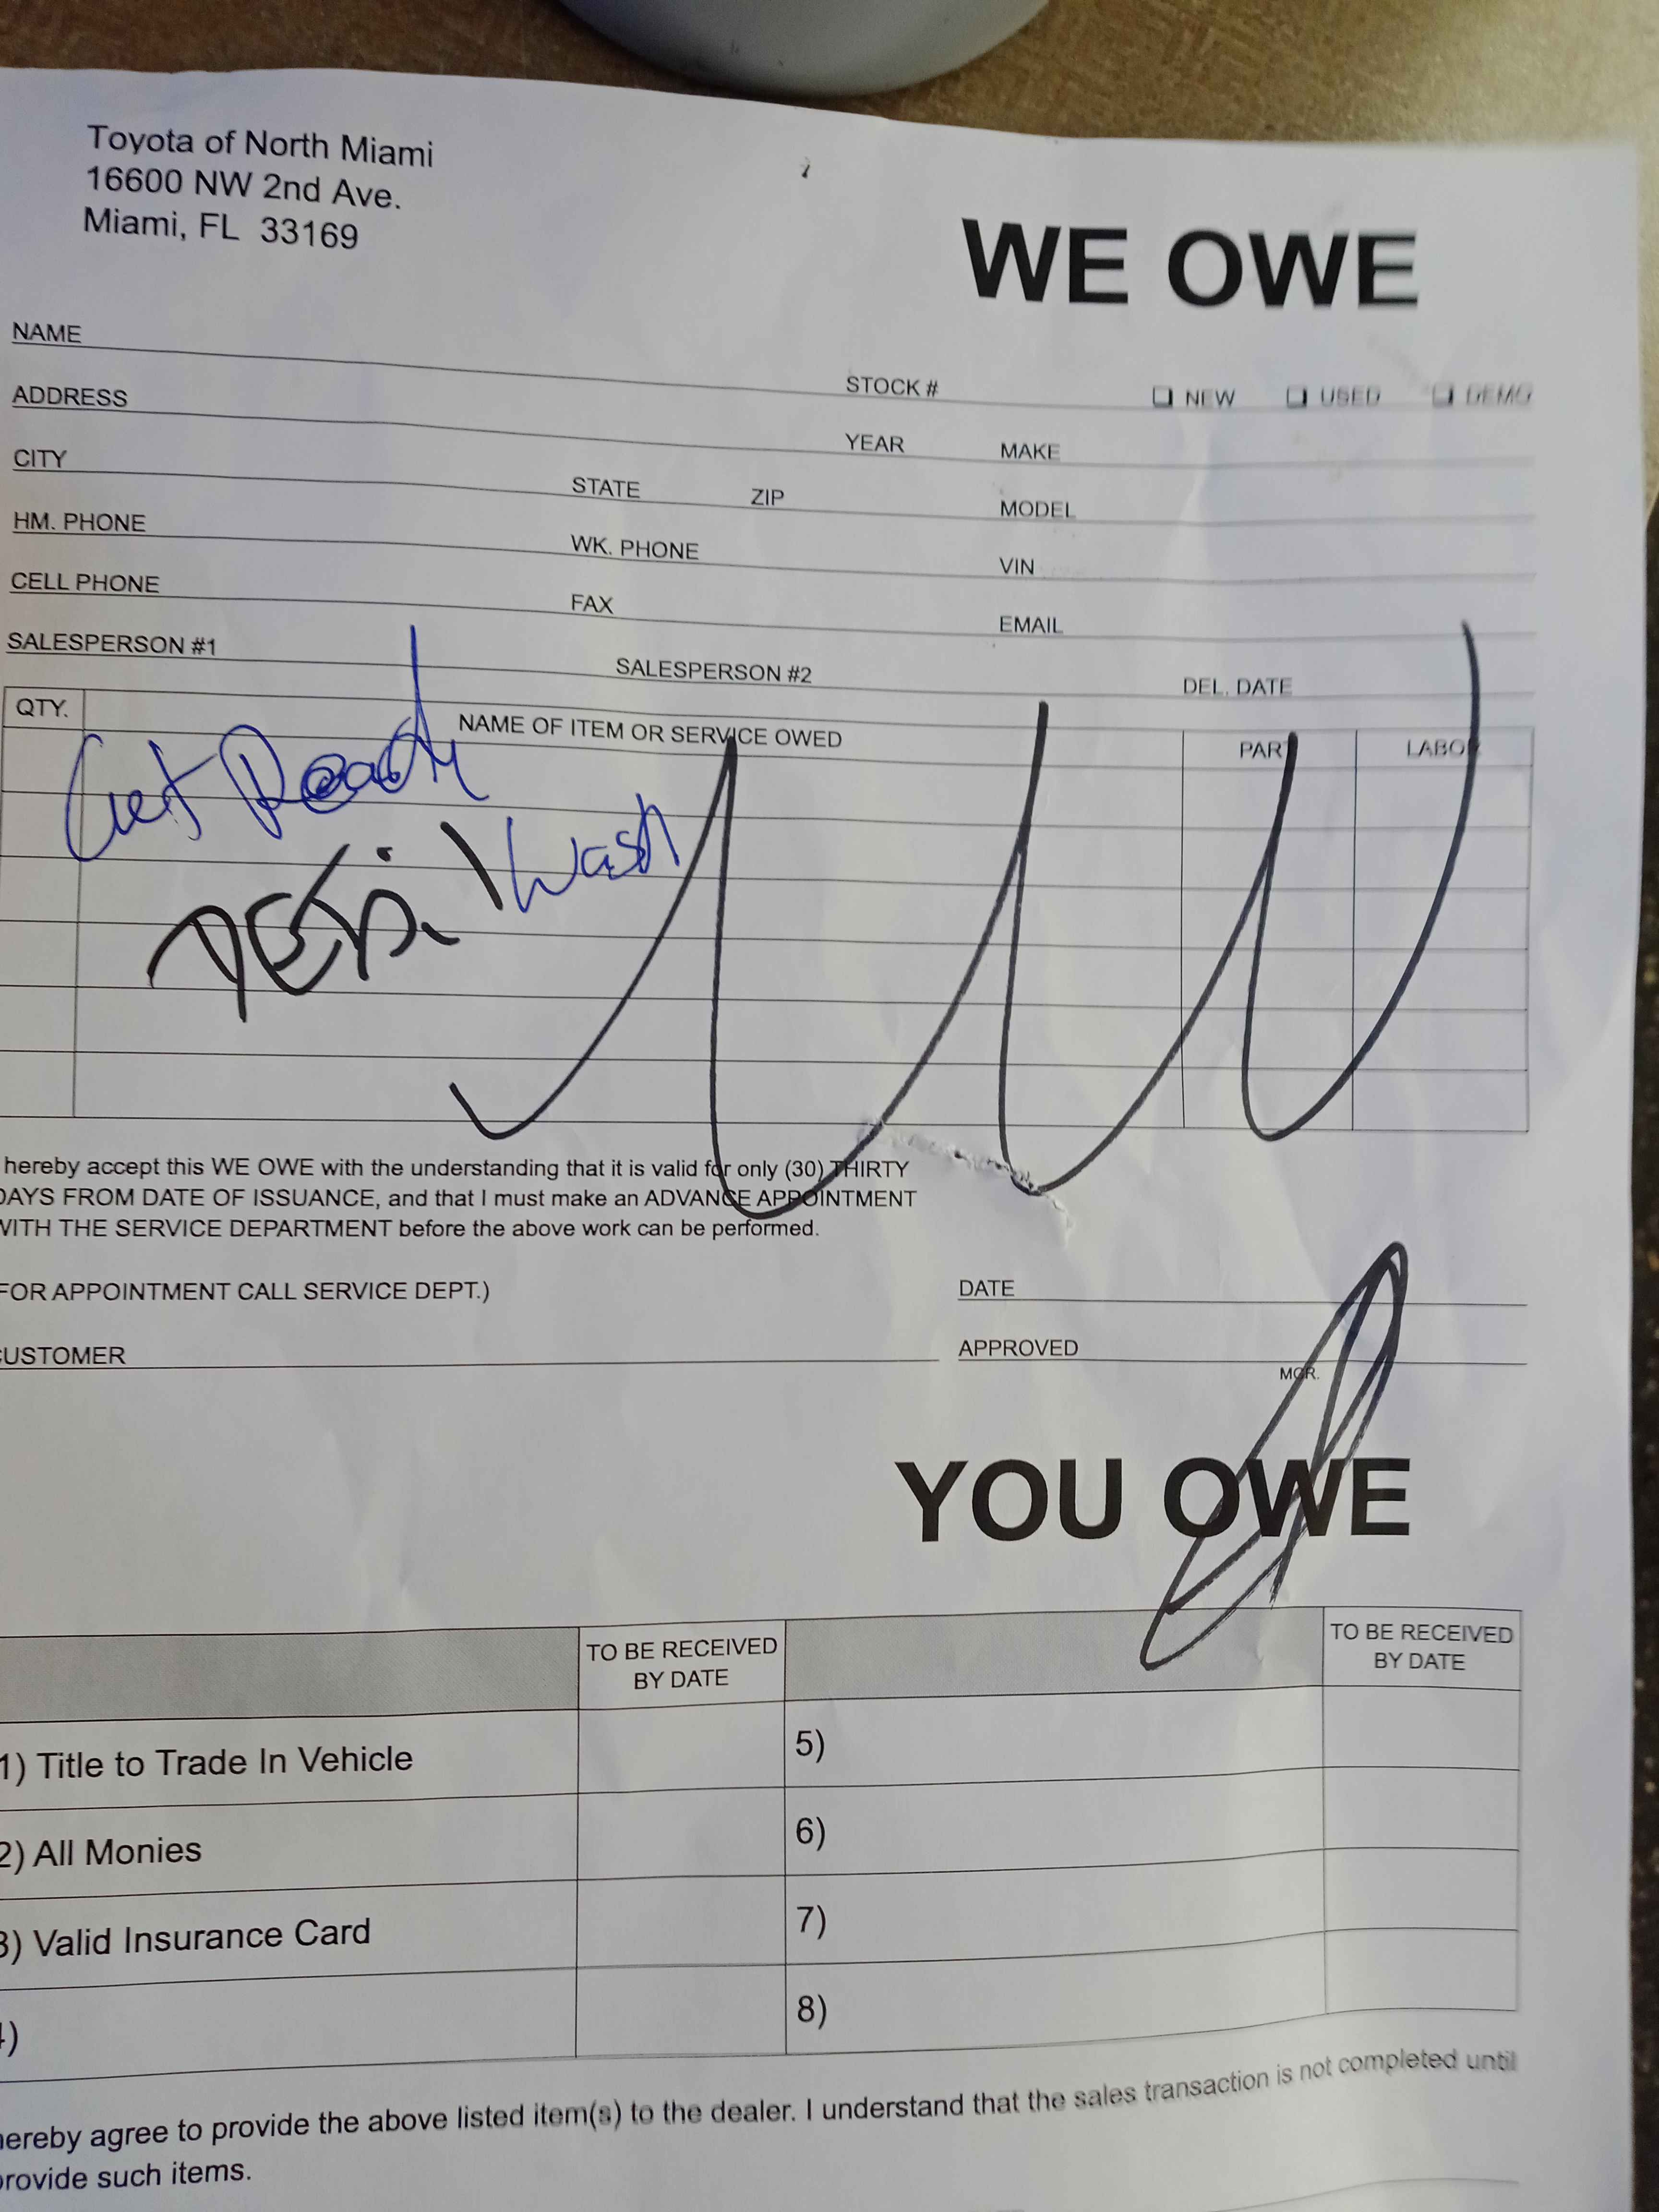 Toyota of North Miami
16600 NW 2nd Ave.
Miami, FL 33169
WE OWE
NAME
STOCK # NEW USED DEMO
ADDRESS
YEAR MAKE
CITY STATE ZIP
MODEL
HM. PHONE WK. PHONE
VIN
CELL PHONE FAX
EMAIL
SALESPERSON #1 SALESPERSON #2 DEL. DATE
QTY. NAME OF ITEM OR SERVICE OWED PART LABOR
Get Ready
Wash
hereby accept this WE OWE with the understanding that it is valid for only (30) THIRTY
DAYS FROM DATE OF ISSUANCE, and that I must make an ADVANCE APPOINTMENT
WITH THE SERVICE DEPARTMENT before the above work can be performed.
FOR APPOINTMENT CALL SERVICE DEPT.) DATE
CUSTOMER APPROVED
MGR.
YOU OWE
TO BE RECEIVED
BY DATE
TO BE RECEIVED
BY DATE
1) Title to Trade In Vehicle 5)
2) All Monies 6)
3) Valid Insurance Card 7)
4) 8)
hereby agree to provide the above listed item(s) to the dealer. I understand that the sales transaction is not completed until
provide such items.